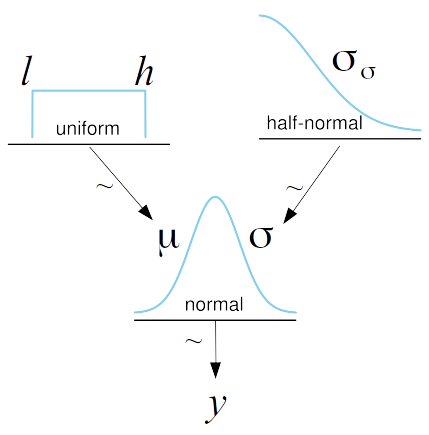 l h
σσ
uniform
half-normal
~ ~
μ σ
normal
~
y